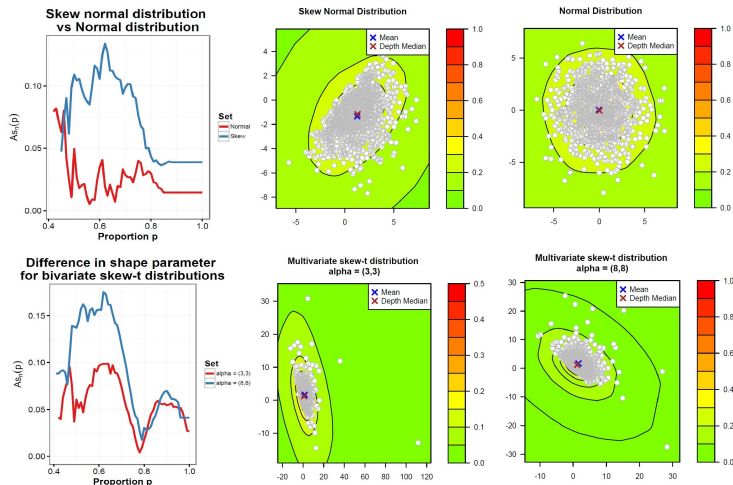 Skew normal distribution
vs Normal distribution
As_n(p)
0.10
0.05
0.00
0.4 0.6 0.8 1.0
Proportion p
Set
Normal
Skew
Skew Normal Distribution
Mean
Depth Median
4
2
0
-2
-4
-6
-8
-5 0 5
1.0
0.8
0.6
0.4
0.2
0.0
Normal Distribution
Mean
Depth Median
5
0
-5
-5 0 5
1.0
0.8
0.6
0.4
0.2
0.0
Difference in shape parameter
for bivariate skew-t distributions
As_n(p)
0.15
0.10
0.05
0.00
0.4 0.6 0.8 1.0
Proportion p
Set
alpha = (3,3)
alpha = (8,8)
Multivariate skew-t distribution
alpha = (3,3)
Mean
Depth Median
30
20
10
0
-10
-20 0 20 40 60 80 100 120
0.5
0.4
0.3
0.2
0.1
0.0
Multivariate skew-t distribution
alpha = (8,8)
Mean
Depth Median
30
20
10
0
-10
-20
-30
-10 0 10 20 30
1.0
0.8
0.6
0.4
0.2
0.0